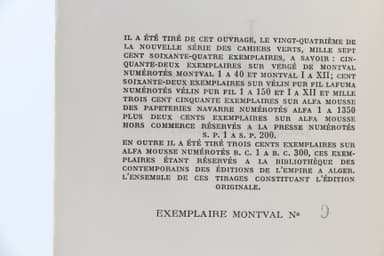 IL A ÉTÉ TIRÉ DE CET OUVRAGE, LE VINGT-QUATRIÈME DE
LA NOUVELLE SÉRIE DES CAHIERS VERTS, MILLE SEPT
CENT SOIXANTE-QUATRE EXEMPLAIRES, A SAVOIR : CIN-
QUANTE-DEUX EXEMPLAIRES SUR VERGÉ DE MONTVAL
NUMÉROTÉS MONTVAL 1 A 40 ET MONTVAL I A XII; CENT
SOIXANTE-DEUX EXEMPLAIRES SUR VÉLIN PUR FIL LAFUMA
NUMÉROTÉS VÉLIN PUR FIL 1 A 150 ET I A XII ET MILLE
TROIS CENT CINQUANTE EXEMPLAIRES SUR ALFA MOUSSE
DES PAPETERIES NAVARRE NUMÉROTÉS ALFA 1 A 1350
PLUS DEUX CENTS EXEMPLAIRES SUR ALFA MOUSSE
HORS COMMERCE RÉSERVÉS A LA PRESSE NUMÉROTÉS
S. P. 1 A S. P. 200.
EN OUTRE IL A ÉTÉ TIRÉ TROIS CENTS EXEMPLAIRES SUR
ALFA MOUSSE NUMÉROTÉS B. C. 1 A B. C. 300, CES EXEM-
PLAIRES ÉTANT RÉSERVÉS A LA BIBLIOTHÈQUE DES
CONTEMPORAINS DES ÉDITIONS DE L'EMPIRE A ALGER.
L'ENSEMBLE DE CES TIRAGES CONSTITUANT L'ÉDITION
ORIGINALE.
EXEMPLAIRE MONTVAL Nº 9